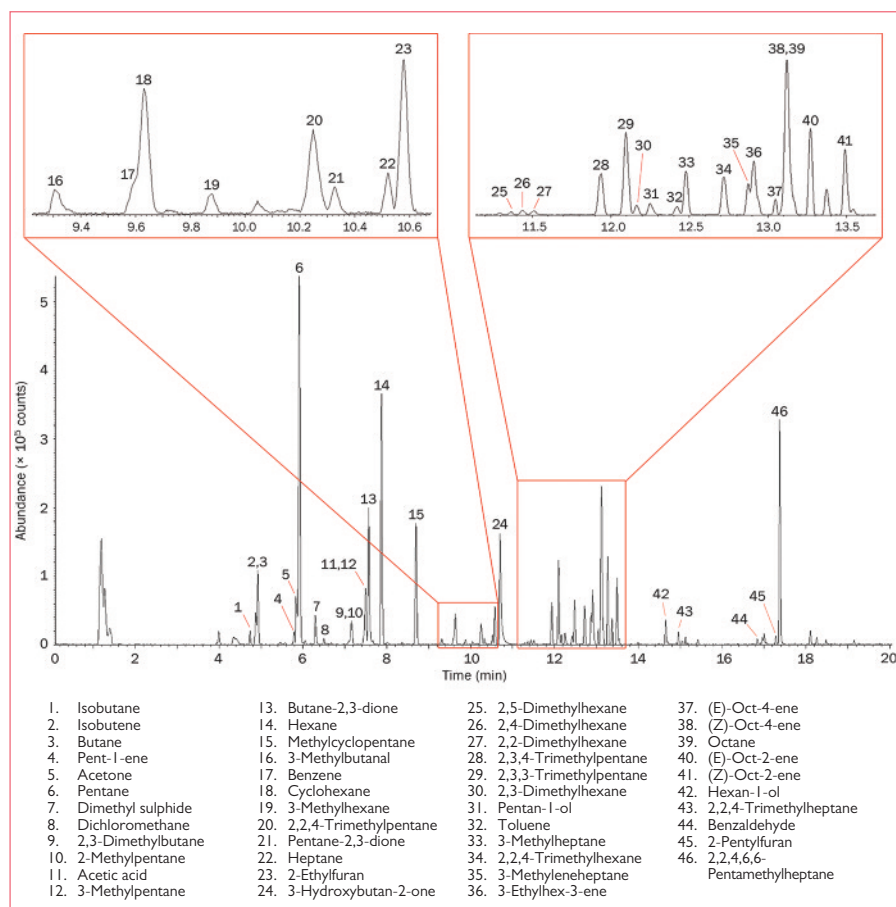 23
18
20
16
17
19
21
22
9.4
9.6
9.8
10.0
10.2
10.4
10.6
38,39
29
30
35
36
40
28
33
34
41
25
26
27
31
32
37
11.5
12.0
12.5
13.0
13.5
6
14
46
13
15
24
2,3
11,12
5
4
1
7
8
9,10
42
43
44
45
Abundance (× 10⁵ counts)
5
4
3
2
1
0
0
2
4
6
8
10
12
14
16
18
20
Time (min)
1. Isobutane
2. Isobutene
3. Butane
4. Pent-1-ene
5. Acetone
6. Pentane
7. Dimethyl sulphide
8. Dichloromethane
9. 2,3-Dimethylbutane
10. 2-Methylpentane
11. Acetic acid
12. 3-Methylpentane
13. Butane-2,3-dione
14. Hexane
15. Methylcyclopentane
16. 3-Methylbutanal
17. Benzene
18. Cyclohexane
19. 3-Methylhexane
20. 2,2,4-Trimethylpentane
21. Pentane-2,3-dione
22. Heptane
23. 2-Ethylfuran
24. 3-Hydroxybutan-2-one
25. 2,5-Dimethylhexane
26. 2,4-Dimethylhexane
27. 2,2-Dimethylhexane
28. 2,3,4-Trimethylpentane
29. 2,3,3-Trimethylpentane
30. 2,3-Dimethylhexane
31. Pentan-1-ol
32. Toluene
33. 3-Methylheptane
34. 2,2,4-Trimethylhexane
35. 3-Methyleneheptane
36. 3-Ethylhex-3-ene
37. (E)-Oct-4-ene
38. (Z)-Oct-4-ene
39. Octane
40. (E)-Oct-2-ene
41. (Z)-Oct-2-ene
42. Hexan-1-ol
43. 2,2,4-Trimethylheptane
44. Benzaldehyde
45. 2-Pentylfuran
46. 2,2,4,6,6-
Pentamethylheptane